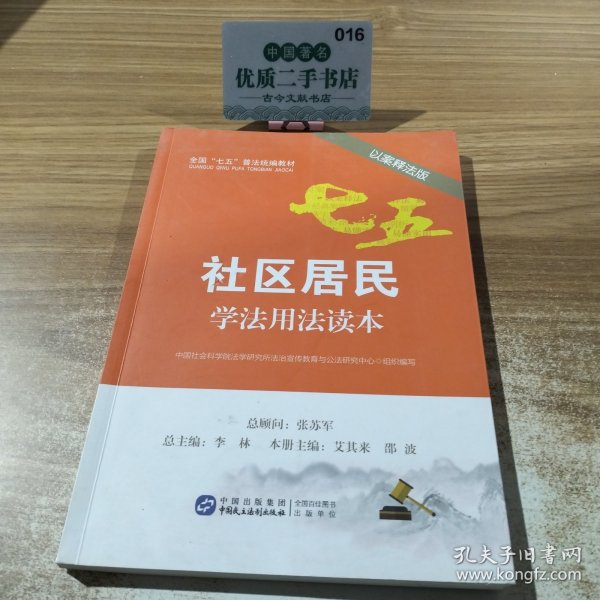 016
中国著名
优质二手书店
古今文献书店
全国“七五”普法统编教材
QUANGUO QIWU PUFA TONGBIAN JIAOCAI
以案释法版
七五
社区居民
学法用法读本
中国社会科学院法学研究所法治宣传教育与公法研究中心◎组织编写
总顾问：张苏军
总主编：李 林 本册主编：艾其来 邵 波
中国出版集团
中国民主法制出版社
全国百佳图书
出版单位
孔夫子旧书网
www.kongfz.com